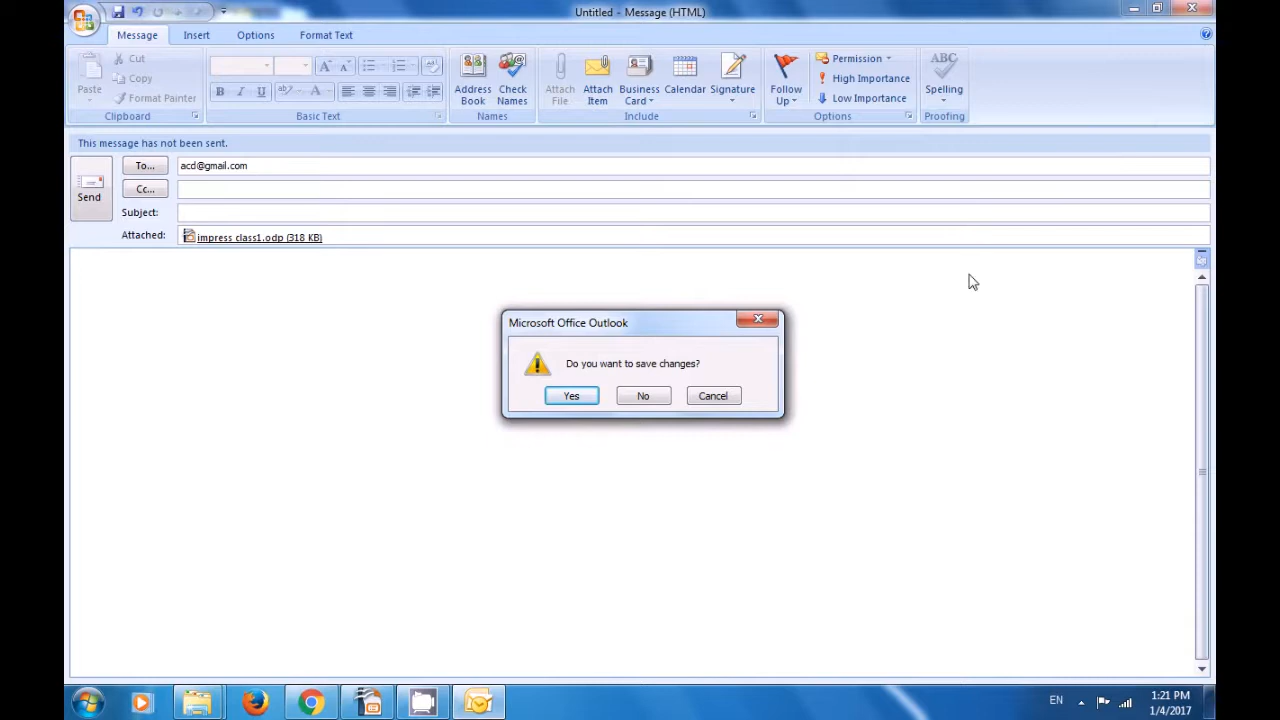 Untitled - Message (HTML)
Message Insert Options Format Text
Paste
Cut
Copy
Format Painter
Clipboard
Basic Text
Address Book
Check Names
Names
Attach File
Attach Item
Business Card
Calendar
Signature
Include
Follow Up
Permission
High Importance
Low Importance
Options
ABC
Spelling
Proofing
This message has not been sent.
Send
To... acd@gmail.com
Cc...
Subject:
Attached: impress class1.odp (318 KB)
Microsoft Office Outlook
Do you want to save changes?
Yes No Cancel
EN
1:21 PM
1/4/2017